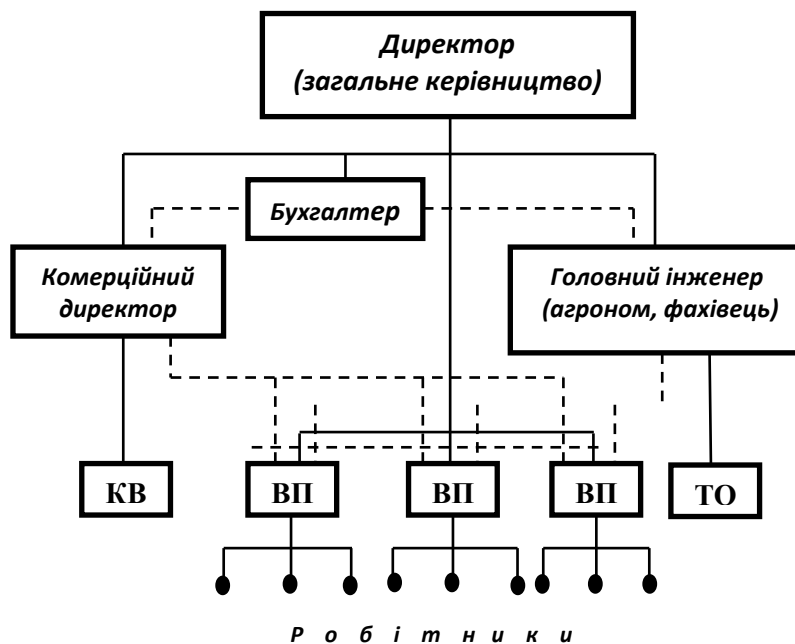 Директор
(загальне керівництво)
Бухгалтер
Комерційний
директор
Головний інженер
(агроном, фахівець)
КВ
ВП
ВП
ВП
ТО
Р о б і т н и к и